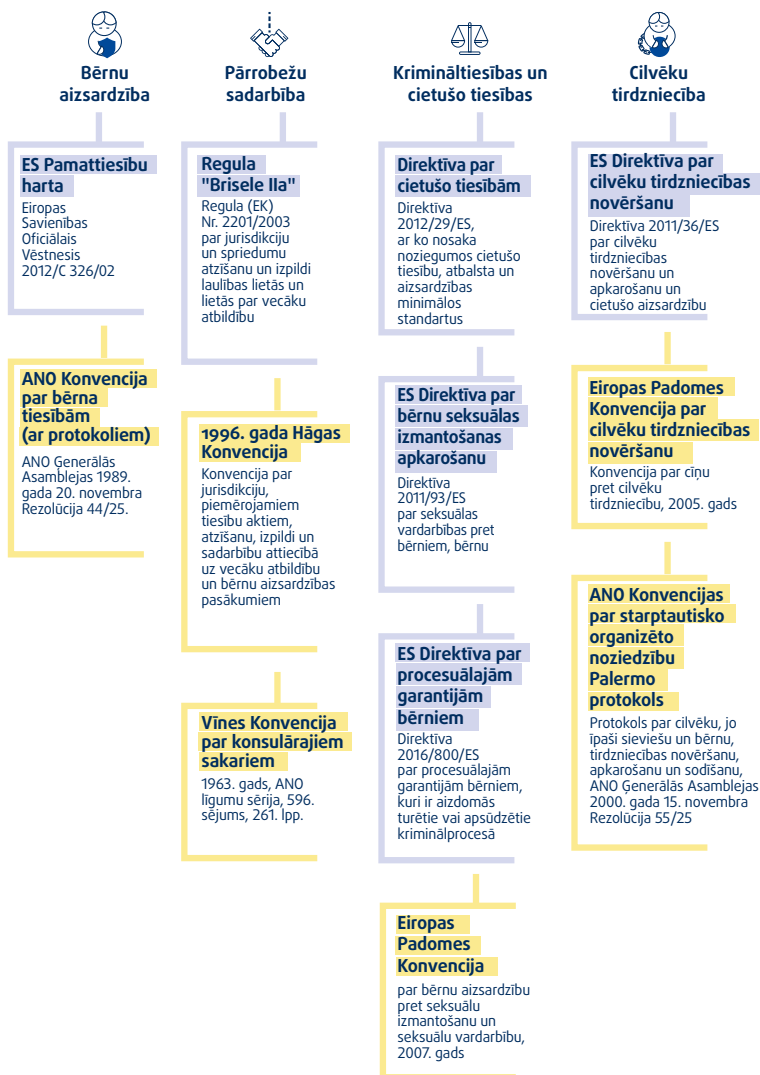 Bērnu
aizsardzība
ES Pamattiesību
harta
Eiropas
Savienības
Oficiālais
Vēstnesis
2012/C 326/02
ANO Konvencija
par bērna
tiesībām
(ar protokoliem)
ANO Ģenerālās
Asamblejas 1989.
gada 20. novembra
Rezolūcija 44/25.
Pārrobežu
sadarbība
Regula
"Brisele IIa"
Regula (EK)
Nr. 2201/2003
par jurisdikciju
un spriedumu
atzīšanu un izpildi
laulības lietās un
lietās par vecāku
atbildību
1996. gada Hāgas
Konvencija
Konvencija par
jurisdikciju,
piemērojamiem
tiesību aktiem,
atzīšanu, izpildi un
sadarbību attiecībā
uz vecāku atbildību
un bērnu aizsardzības
pasākumiem
Vīnes Konvencija
par konsulārajiem
sakariem
1963. gads, ANO
līgumu sērija, 596.
sējums, 261. lpp.
Krimināltiesības un
cietušo tiesības
Direktīva par
cietušo tiesībām
Direktīva
2012/29/ES,
ar ko nosaka
noziegumos cietušo
tiesību, atbalsta un
aizsardzības
minimālos
standartus
ES Direktīva par
bērnu seksuālas
izmantošanas
apkarošanu
Direktīva
2011/93/ES
par seksuālas
vardarbības pret
bērniem, bērnu
ES Direktīva par
procesuālajām
garantijām
bērniem
Direktīva
2016/800/ES
par procesuālajām
garantijām bērniem,
kuri ir aizdomās
turētie vai apsūdzētie
kriminālprocesā
Eiropas
Padomes
Konvencija
par bērnu aizsardzību
pret seksuālu
izmantošanu un
seksuālu vardarbību,
2007. gads
Cilvēku
tirdzniecība
ES Direktīva par
cilvēku tirdzniecības
novēršanu
Direktīva 2011/36/ES
par cilvēku
tirdzniecības
novēršanu un
apkarošanu un
cietušo aizsardzību
Eiropas Padomes
Konvencija par
cilvēku tirdzniecības
novēršanu
Konvencija par cīņu
pret cilvēku
tirdzniecību, 2005. gads
ANO Konvencijas
par starptautisko
organizēto
noziedzību
Palermo
protokols
Protokols par cilvēku, jo
īpaši sieviešu un bērnu,
tirdzniecības novēršanu,
apkarošanu un sodīšanu,
ANO Ģenerālās Asamblejas
2000. gada 15. novembra
Rezolūcija 55/25